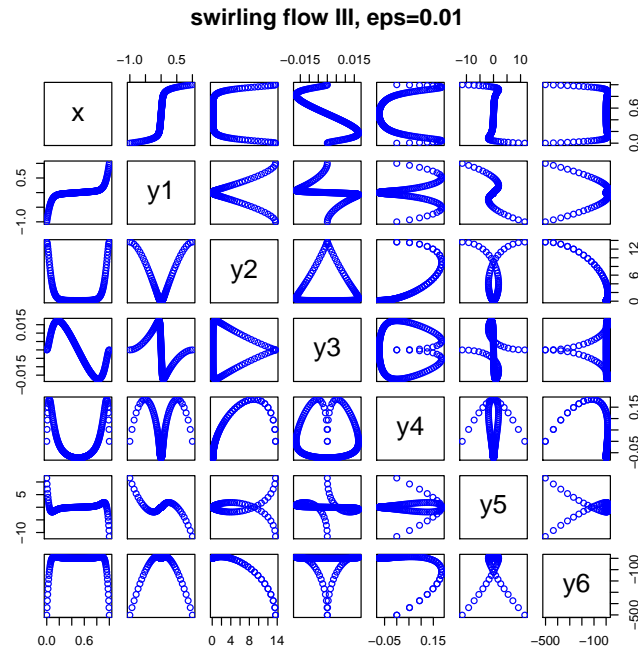 swirling flow III, eps=0.01
-1.0 0.5 -0.015 0.015 -10 0 10
x
0.0 0.6
y1
-1.0 0.5
y2
0 4 8 12
y3
-0.015 0.015
y4
-0.05 0.15
y5
-10 5
y6
-500 -100
0.0 0.6 0 4 8 12 14 -0.05 0.15 -500 -100